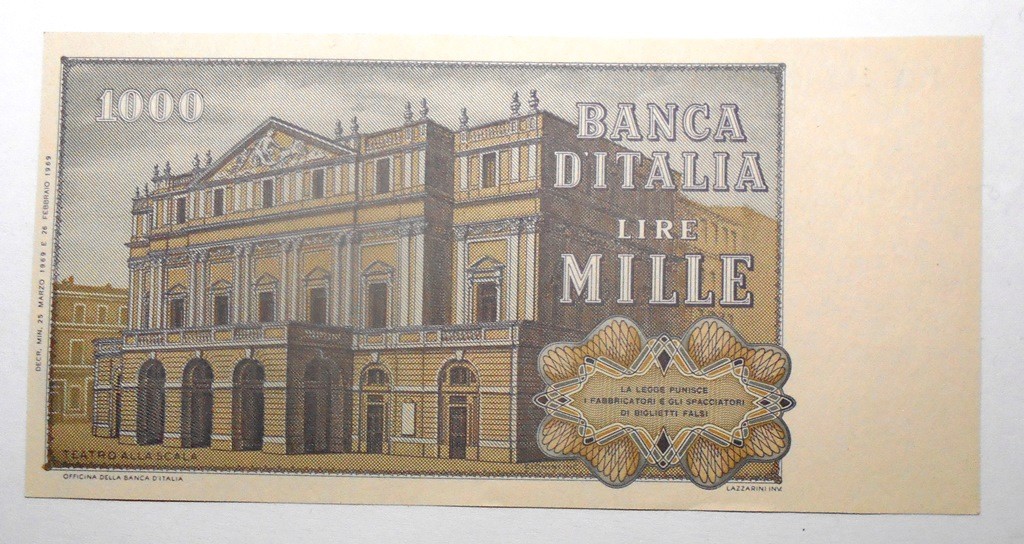 1000
BANCA
D'ITALIA
LIRE
MILLE
LA LEGGE PUNISCE
I FABBRICATORI E GLI SPACCIATORI
DI BIGLIETTI FALSI
TEATRO ALLA SCALA
OFFICINA DELLA BANCA D'ITALIA
LAZZARINI INV.
DECR. MIN. 25 MARZO 1969 E 26 FEBBRAIO 1969